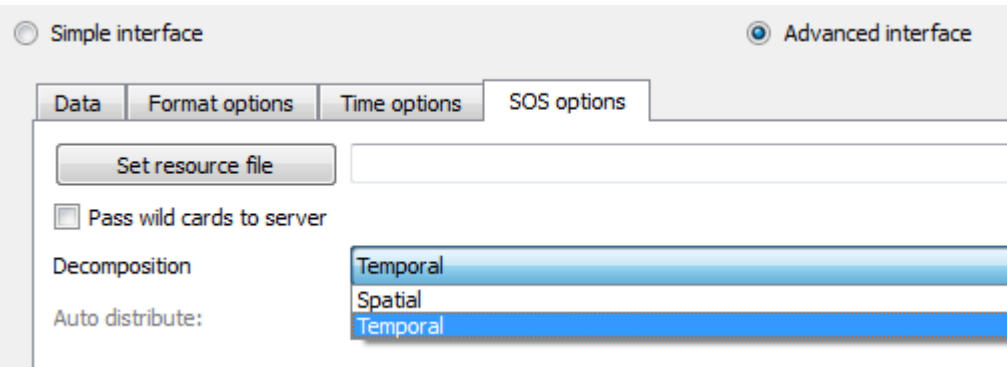 Simple interface Advanced interface
Data Format options Time options SOS options
Set resource file
Pass wild cards to server
Decomposition Temporal
Spatial
Auto distribute: Temporal